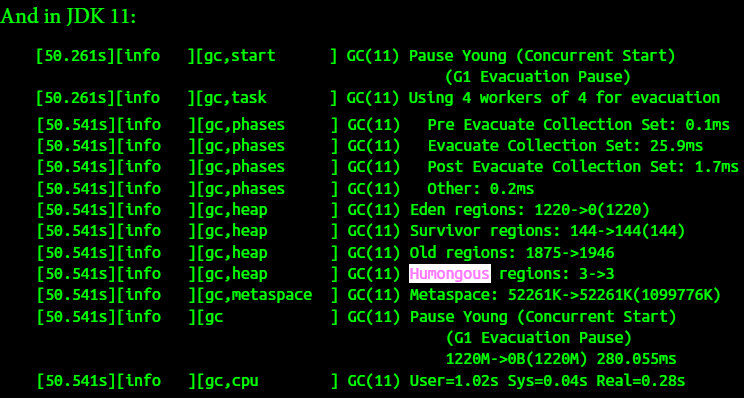 And in JDK 11:
[50.261s][info   ][gc,start      ] GC(11) Pause Young (Concurrent Start)
(G1 Evacuation Pause)
[50.261s][info   ][gc,task       ] GC(11) Using 4 workers of 4 for evacuation
[50.541s][info   ][gc,phases     ] GC(11)   Pre Evacuate Collection Set: 0.1ms
[50.541s][info   ][gc,phases     ] GC(11)   Evacuate Collection Set: 25.9ms
[50.541s][info   ][gc,phases     ] GC(11)   Post Evacuate Collection Set: 1.7ms
[50.541s][info   ][gc,phases     ] GC(11)   Other: 0.2ms
[50.541s][info   ][gc,heap       ] GC(11) Eden regions: 1220->0(1220)
[50.541s][info   ][gc,heap       ] GC(11) Survivor regions: 144->144(144)
[50.541s][info   ][gc,heap       ] GC(11) Old regions: 1875->1946
[50.541s][info   ][gc,heap       ] GC(11) Humongous regions: 3->3
[50.541s][info   ][gc,metaspace  ] GC(11) Metaspace: 52261K->52261K(1099776K)
[50.541s][info   ][gc            ] GC(11) Pause Young (Concurrent Start)
(G1 Evacuation Pause)
1220M->0B(1220M) 280.055ms
[50.541s][info   ][gc,cpu        ] GC(11) User=1.02s Sys=0.04s Real=0.28s